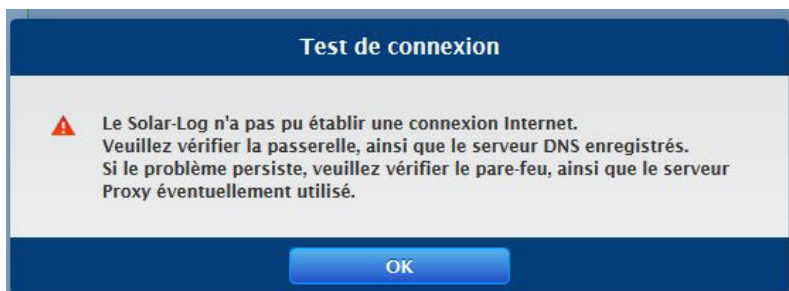 Test de connexion
Le Solar-Log n'a pas pu établir une connexion Internet.
Veuillez vérifier la passerelle, ainsi que le serveur DNS enregistrés.
Si le problème persiste, veuillez vérifier le pare-feu, ainsi que le serveur
Proxy éventuellement utilisé.
OK